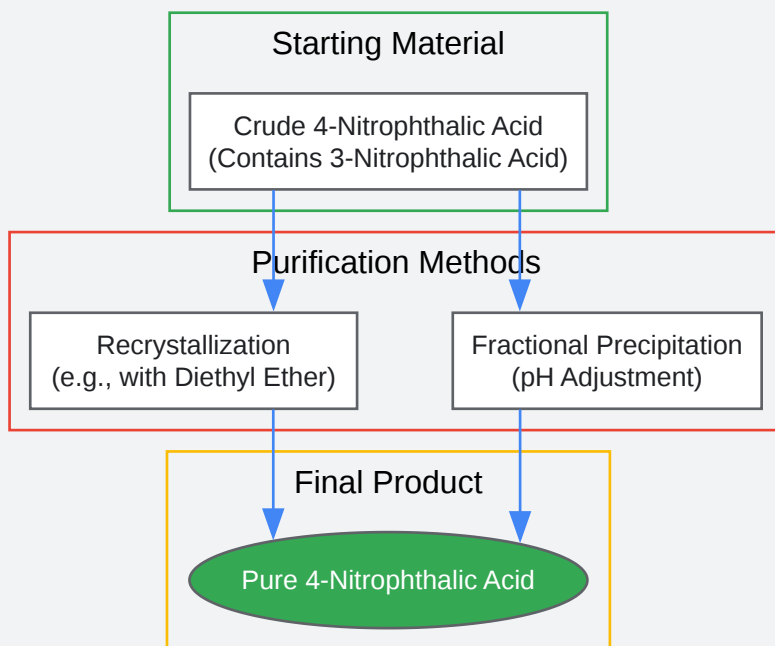 Starting Material
Crude 4-Nitrophthalic Acid
(Contains 3-Nitrophthalic Acid)
Purification Methods
Recrystallization
(e.g., with Diethyl Ether)
Fractional Precipitation
(pH Adjustment)
Final Product
Pure 4-Nitrophthalic Acid